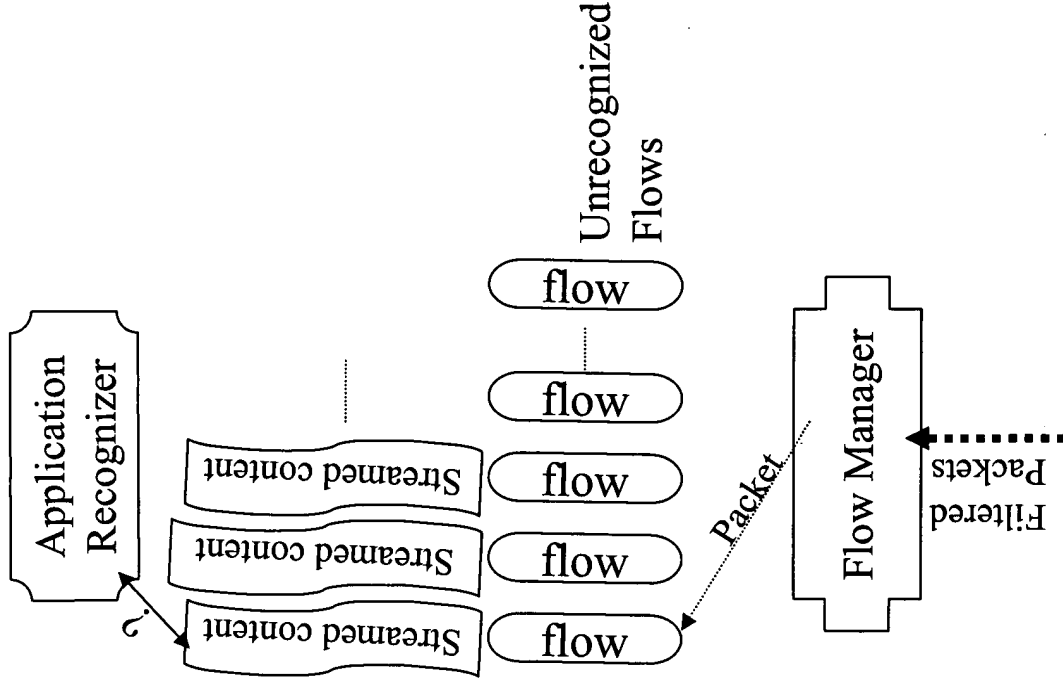 Application
Recognizer
?
Streamed content
Streamed content
Streamed content
flow
flow
flow
flow
flow
Unrecognized
Flows
Packet
Flow Manager
Filtered
Packets